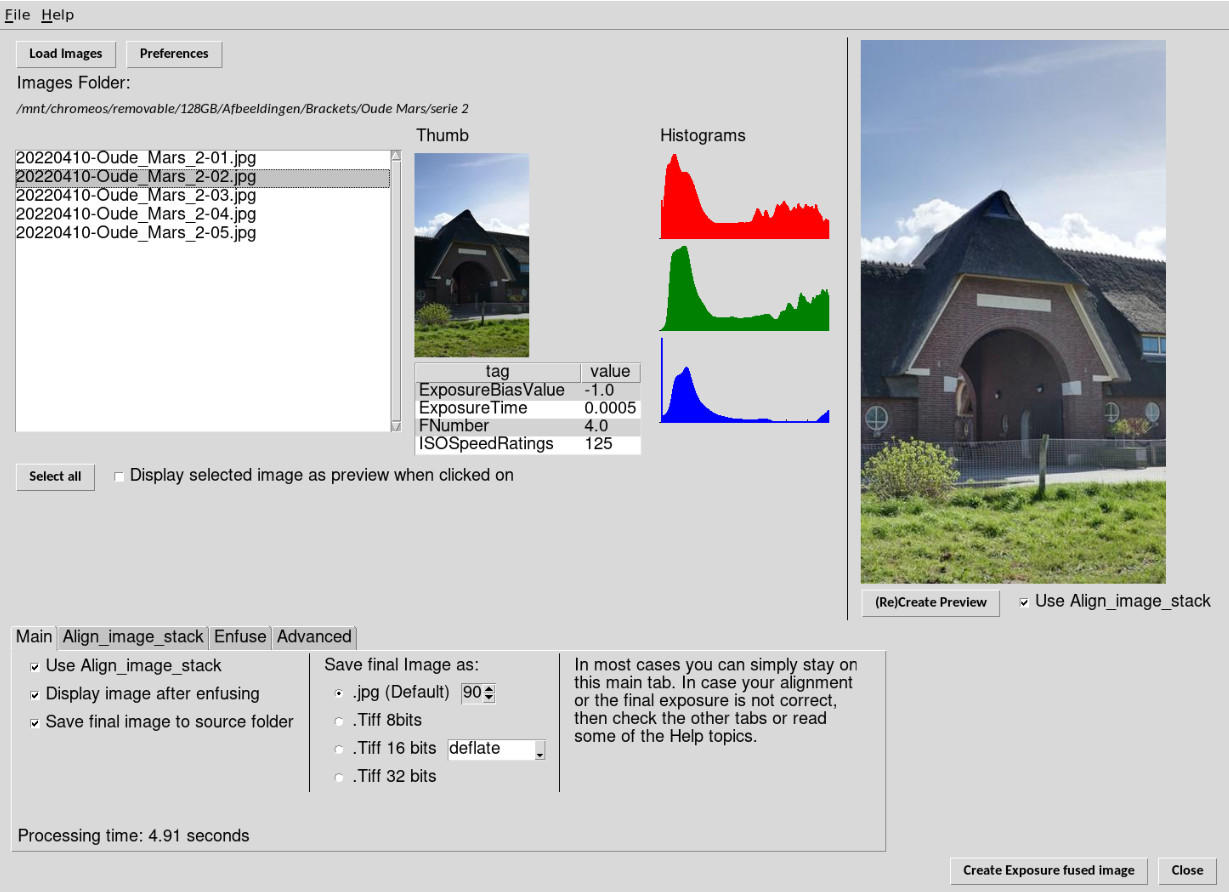 File Help
Load Images Preferences
Images Folder:
/mnt/chromeos/removable/128GB/Afbeeldingen/Brackets/Oude Mars/serie 2
Thumb
Histograms
20220410-Oude_Mars_2-01.jpg
20220410-Oude_Mars_2-02.jpg
20220410-Oude_Mars_2-03.jpg
20220410-Oude_Mars_2-04.jpg
20220410-Oude_Mars_2-05.jpg
tag value
ExposureBiasValue -1.0
ExposureTime 0.0005
FNumber 4.0
ISOSpeedRatings 125
Select all Display selected image as preview when clicked on
(Re)Create Preview Use Align_image_stack
Main Align_image_stack Enfuse Advanced
Use Align_image_stack
Display image after enfusing
Save final image to source folder
Save final Image as:
.jpg (Default) 90
.Tiff 8bits
.Tiff 16 bits deflate
.Tiff 32 bits
In most cases you can simply stay on
this main tab. In case your alignment
or the final exposure is not correct,
then check the other tabs or read
some of the Help topics.
Processing time: 4.91 seconds
Create Exposure fused image Close